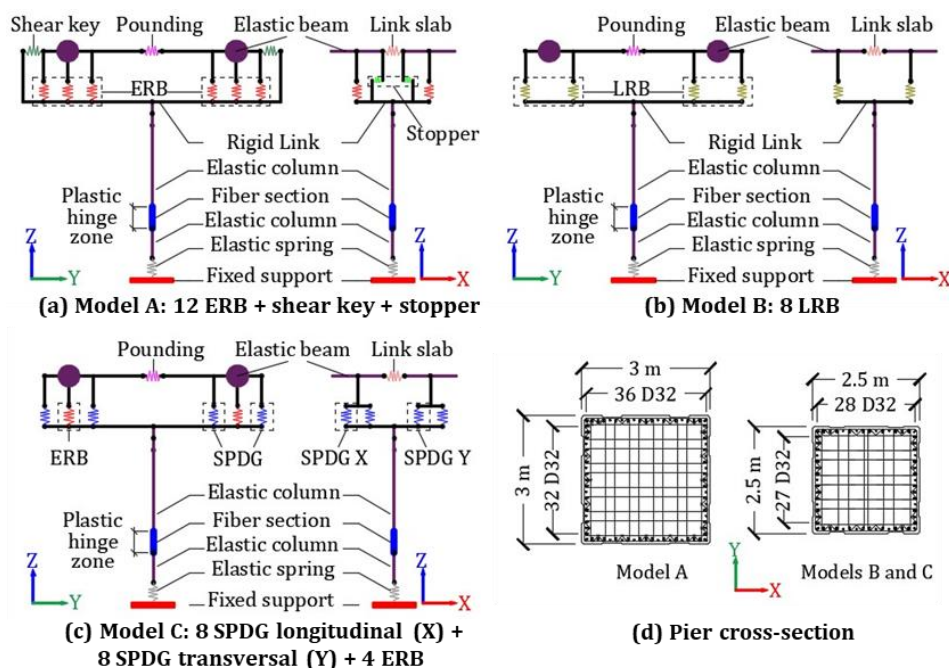 Shear key Pounding Elastic beam Link slab
ERB
Stopper
Rigid Link
Elastic column
Plastic hinge zone
Fiber section
Elastic column
Elastic spring
Fixed support
Z
Y
Z
X
(a) Model A: 12 ERB + shear key + stopper
Pounding Elastic beam Link slab
LRB
Rigid Link
Elastic column
Plastic hinge zone
Fiber section
Elastic column
Elastic spring
Fixed support
Z
Y
Z
X
(b) Model B: 8 LRB
Pounding Elastic beam Link slab
ERB SPDG SPDG X SPDG Y
Elastic column
Plastic hinge zone
Fiber section
Elastic column
Elastic spring
Fixed support
Z
Y
Z
X
(c) Model C: 8 SPDG longitudinal (X) +
8 SPDG transversal (Y) + 4 ERB
3 m
36 D32
3 m
32 D32
Model A
2.5 m
28 D32
2.5 m
27 D32
Models B and C
Y
X
(d) Pier cross-section